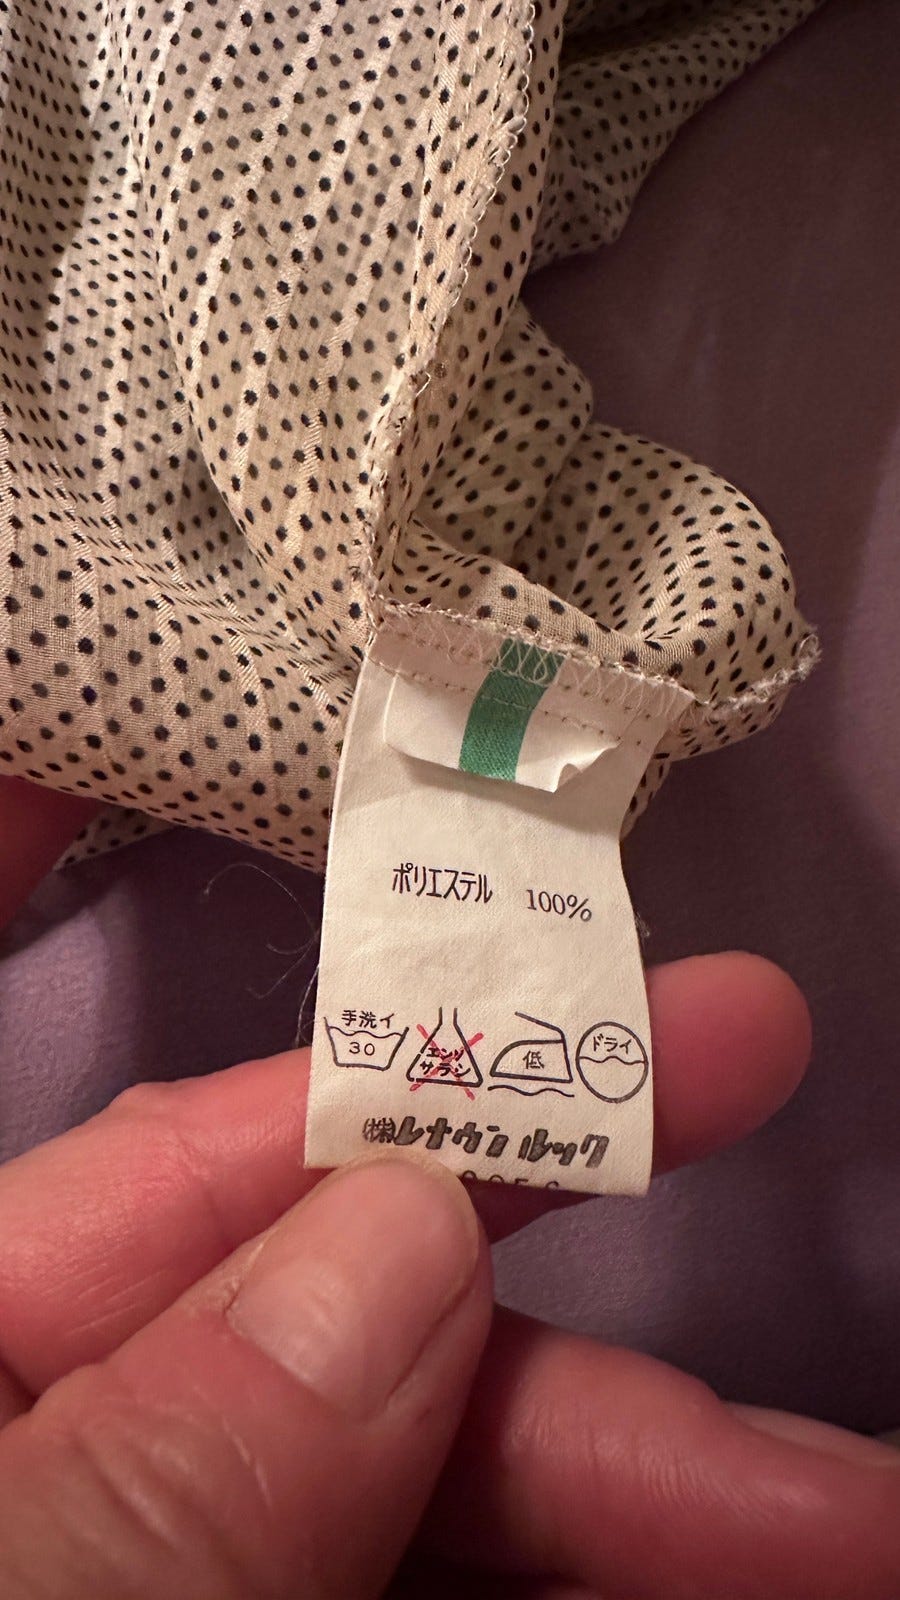 ポリエステル 100%
手洗イ
30
エンソ
サラシ
低
ドライ
(株)レナウン ルック